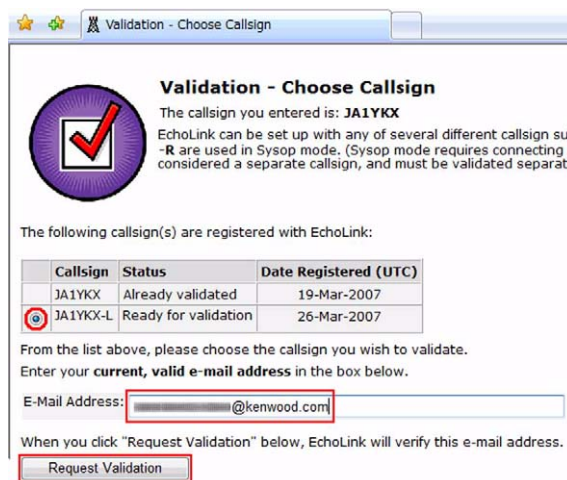 Validation - Choose Callsign
Validation - Choose Callsign
The callsign you entered is: JA1YKX
EchoLink can be set up with any of several different callsign su
-R are used in Sysop mode. (Sysop mode requires connecting
considered a separate callsign, and must be validated separat
The following callsign(s) are registered with EchoLink:
Callsign Status Date Registered (UTC)
JA1YKX Already validated 19-Mar-2007
JA1YKX-L Ready for validation 26-Mar-2007
From the list above, please choose the callsign you wish to validate.
Enter your current, valid e-mail address in the box below.
E-Mail Address: @kenwood.com
When you click "Request Validation" below, EchoLink will verify this e-mail address.
Request Validation